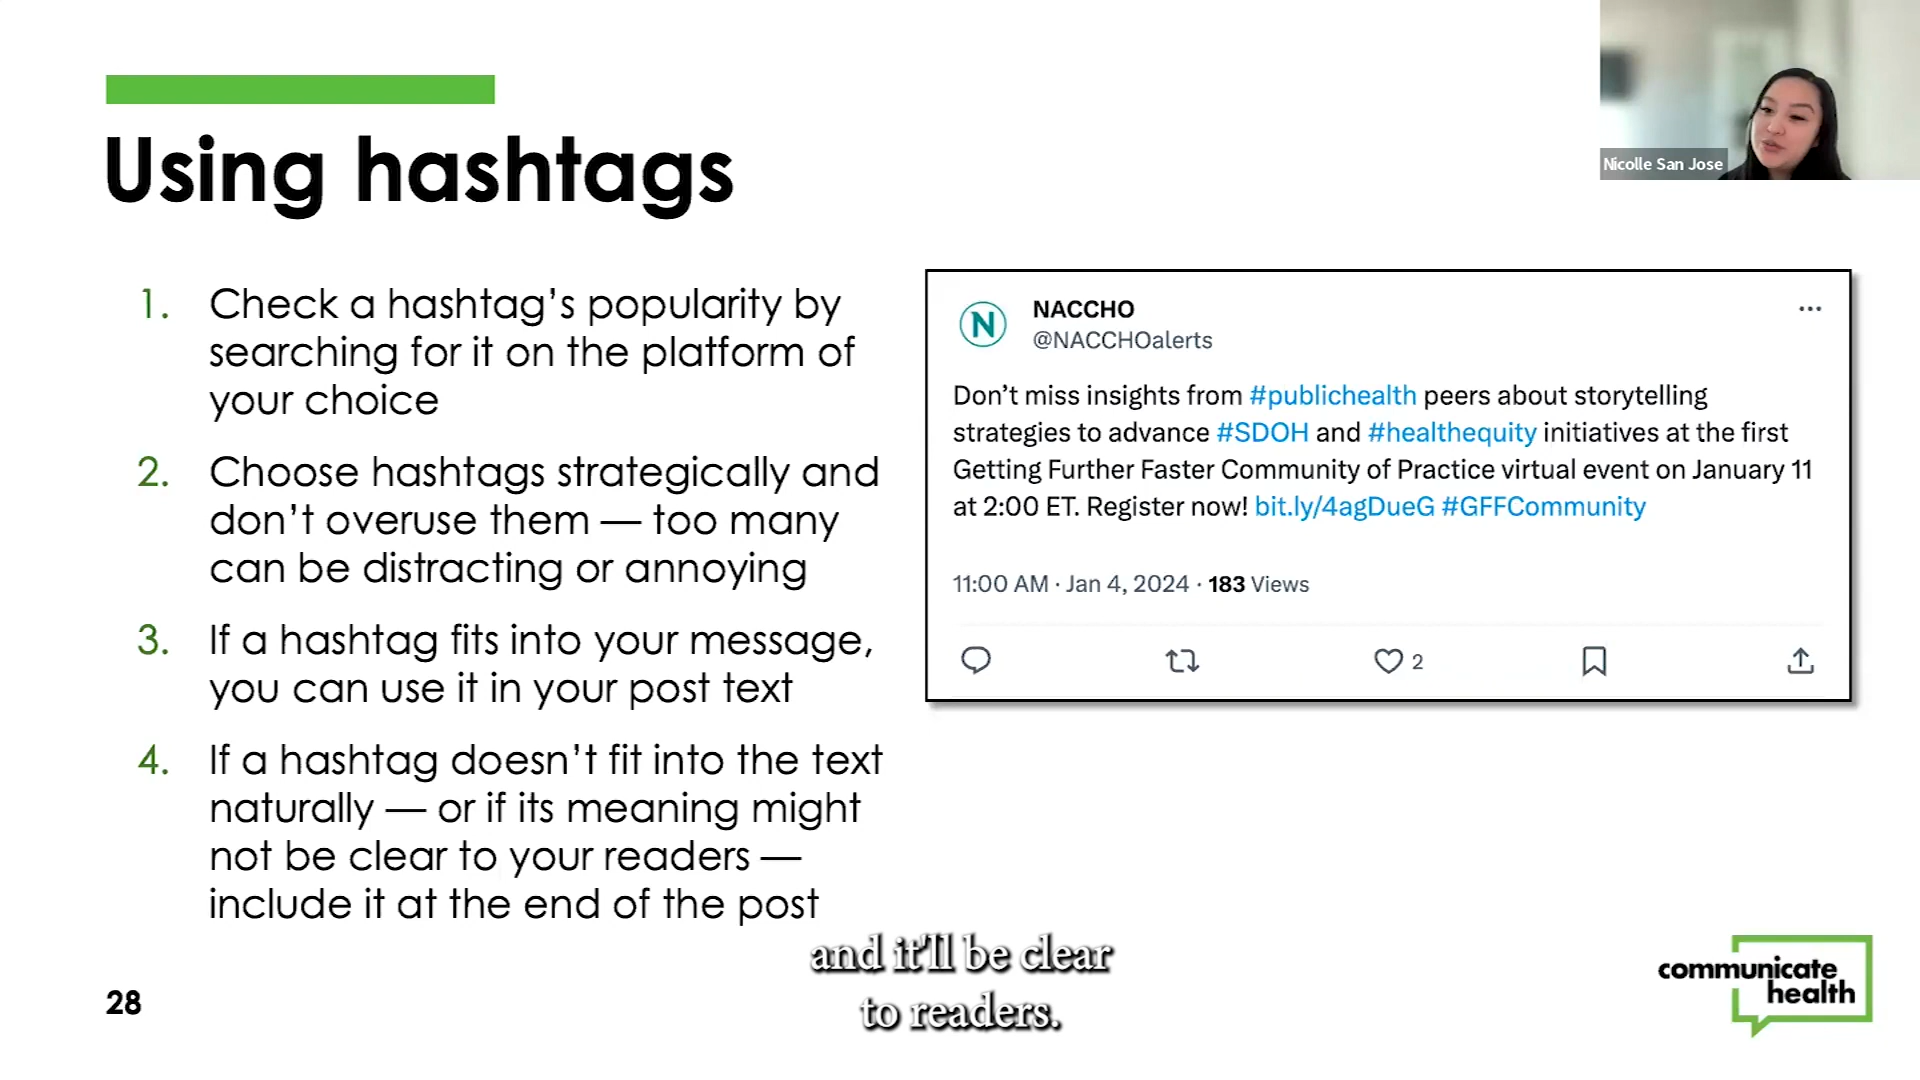 Using hashtags
Nicolle San Jose
1. Check a hashtag’s popularity by
searching for it on the platform of
your choice
2. Choose hashtags strategically and
don’t overuse them — too many
can be distracting or annoying
3. If a hashtag fits into your message,
you can use it in your post text
4. If a hashtag doesn’t fit into the text
naturally — or if its meaning might
not be clear to your readers —
include it at the end of the post
N
NACCHO
@NACCHOalerts
Don’t miss insights from #publichealth peers about storytelling
strategies to advance #SDOH and #healthequity initiatives at the first
Getting Further Faster Community of Practice virtual event on January 11
at 2:00 ET. Register now! bit.ly/4agDueG #GFFCommunity
11:00 AM · Jan 4, 2024 · 183 Views
2
and it'll be clear
to readers.
28
communicate
health